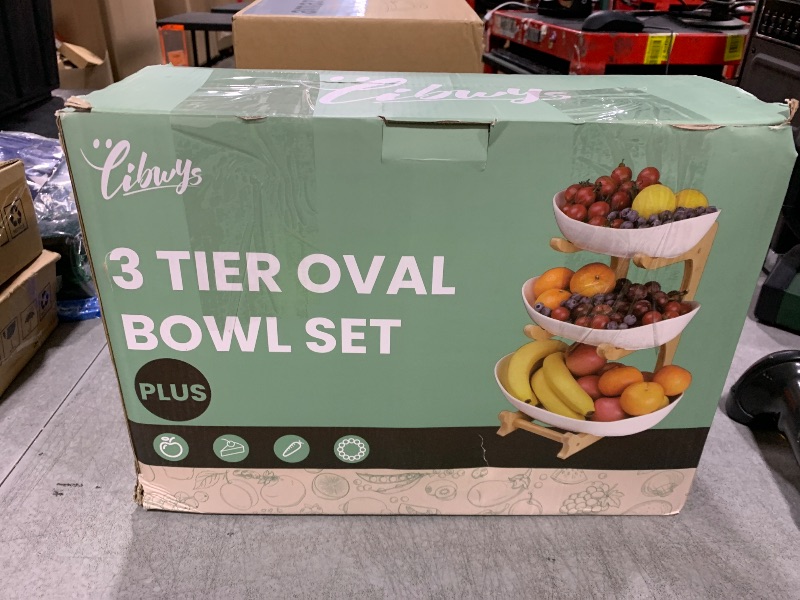 Libwys
Libwys
3 TIER OVAL
BOWL SET
PLUS